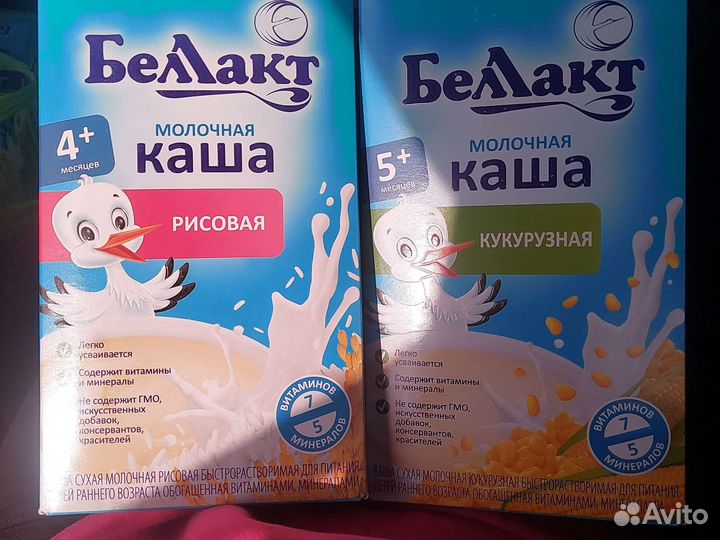 Беллакт
4+
месяцев
МОЛОЧНАЯ
каша
РИСОВАЯ
Легко
усваивается
Содержит витамины
и минералы
Не содержит ГМО,
искусственных
добавок,
консервантов,
красителей
ВИТАМИНОВ
7
5
МИНЕРАЛОВ
СУХАЯ МОЛОЧНАЯ РИСОВАЯ БЫСТРОРАСТВОРИМАЯ ДЛЯ ПИТАНИЯ
РАННЕГО ВОЗРАСТА ОБОГАЩЕННАЯ ВИТАМИНАМИ, МИНЕРАЛАМИ
Беллакт
5+
месяцев
МОЛОЧНАЯ
каша
КУКУРУЗНАЯ
Легко
усваивается
Содержит витамины
и минералы
Не содержит ГМО,
искусственных
добавок,
консервантов,
красителей
ВИТАМИНОВ
7
5
МИНЕРАЛОВ
КАША СУХАЯ МОЛОЧНАЯ КУКУРУЗНАЯ БЫСТРОРАСТВОРИМАЯ ДЛЯ ПИТАНИЯ
ДЕТЕЙ РАННЕГО ВОЗРАСТА ОБОГАЩЕННАЯ ВИТАМИНАМИ,
Avito